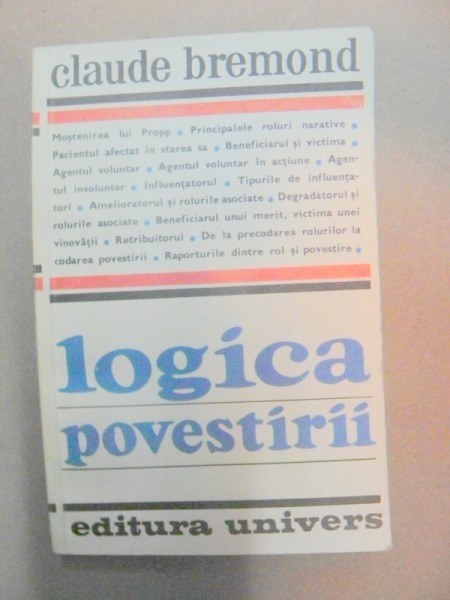 claude bremond
Moștenirea lui Propp • Principalele roluri narative •
Pacientul afectat în starea sa • Beneficiarul și victima •
Agentul voluntar • Agentul voluntar în acțiune • Agen-
tul involuntar • Influențatorul • Tipurile de influența-
tori • Amelioratorul și rolurile asociate • Degradatorul și
rolurile asociate • Beneficiarul unui merit, victima unei
vinovății • Retribuitorul • De la precodarea rolurilor la
codarea povestirii • Raporturile dintre rol și povestire •
logica
povestirii
editura univers